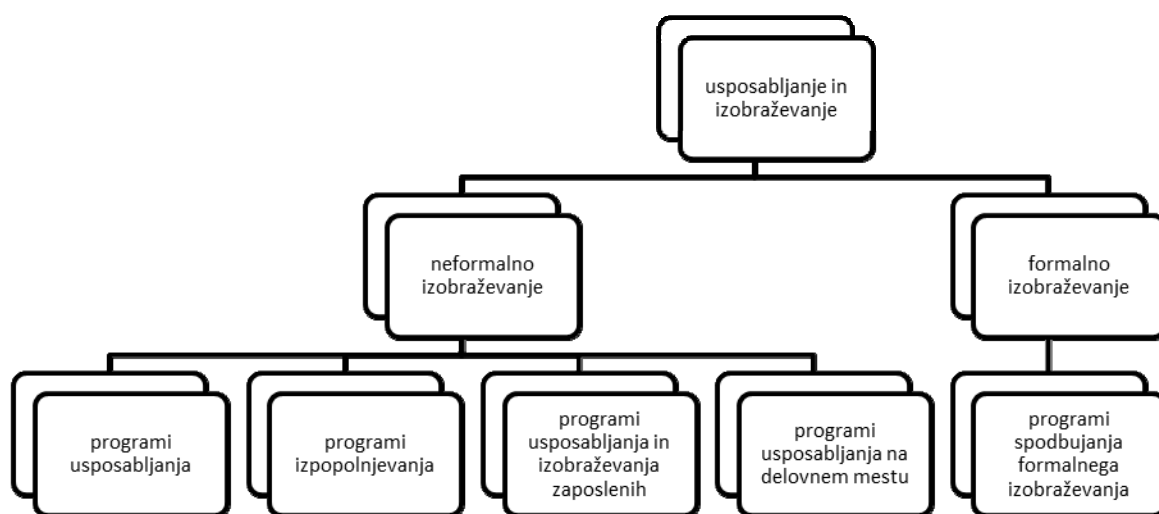 usposabljanje in
izobraževanje
neformalno
izobraževanje
formalno
izobraževanje
programi
usposabljanja
programi
izpopolnjevanja
programi
usposabljanja in
izobraževanja
zaposlenih
programi
usposabljanja na
delovnem mestu
programi
spodbujanja
formalnega
izobraževanja